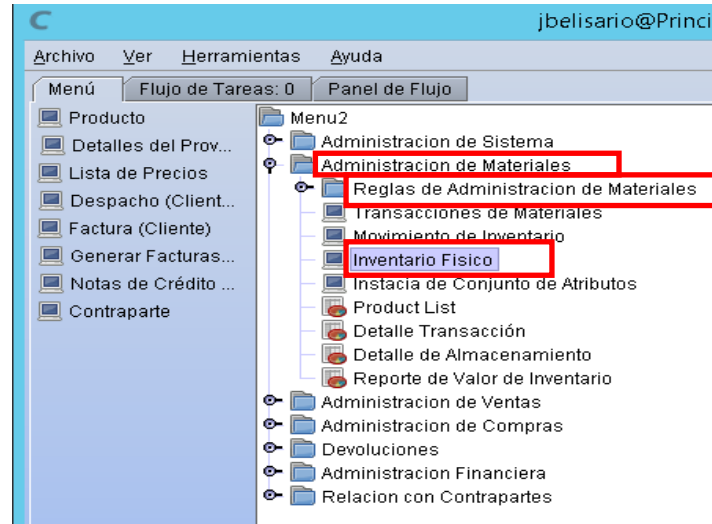 C
jbelisario@Princi
Archivo Ver Herramientas Ayuda
Menú Flujo de Tareas: 0 Panel de Flujo
Producto
Detalles del Prov...
Lista de Precios
Despacho (Client...
Factura (Cliente)
Generar Facturas...
Notas de Crédito ...
Contraparte
Menu2
Administracion de Sistema
Administracion de Materiales
Reglas de Administracion de Materiales
Transacciones de Materiales
Movimiento de Inventario
Inventario Fisico
Instacia de Conjunto de Atributos
Product List
Detalle Transacción
Detalle de Almacenamiento
Reporte de Valor de Inventario
Administracion de Ventas
Administracion de Compras
Devoluciones
Administracion Financiera
Relacion con Contrapartes